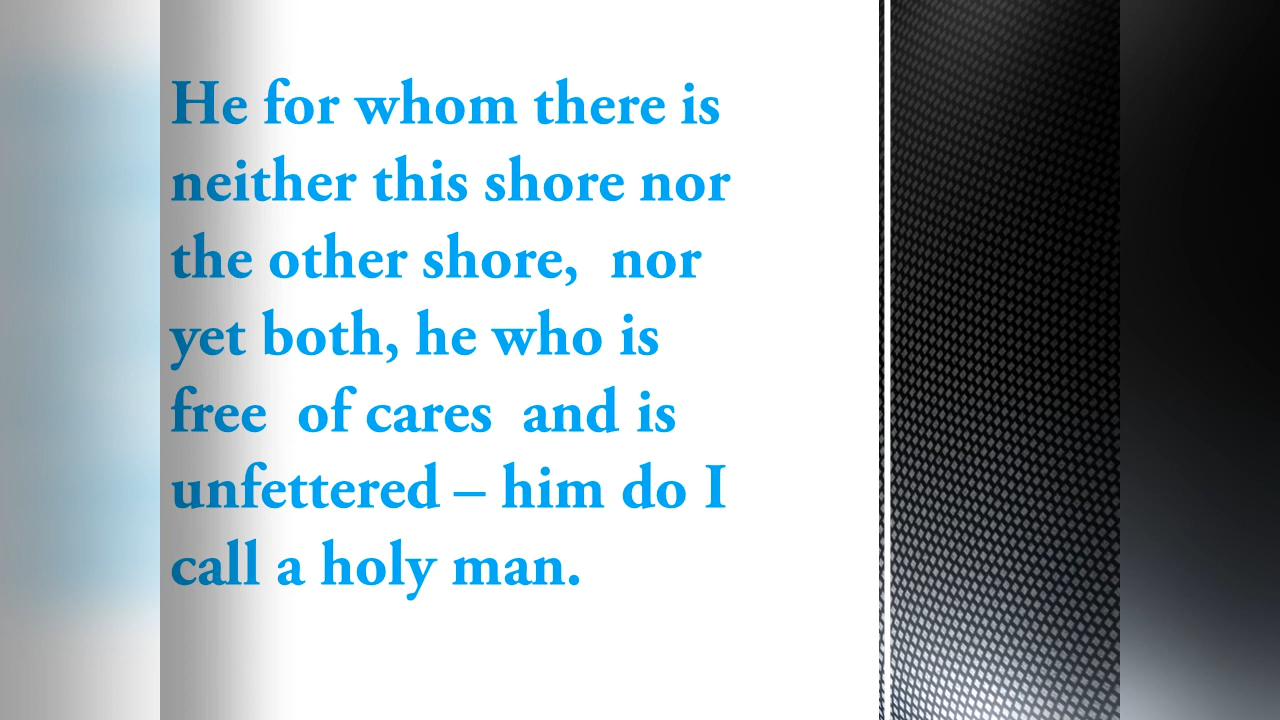 He for whom there is
neither this shore nor
the other shore,  nor
yet both, he who is
free  of cares  and is
unfettered – him do I
call a holy man.